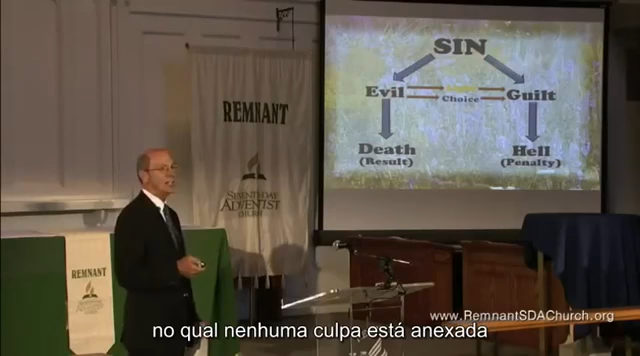 SIN
Evil
Choice
Guilt
Death
(Result)
Hell
(Penalty)
REMNANT
SEVENTH-DAY
ADVENTIST
CHURCH
REMNANT
www.RemnantSDAChurch.org
no qual nenhuma culpa está anexada